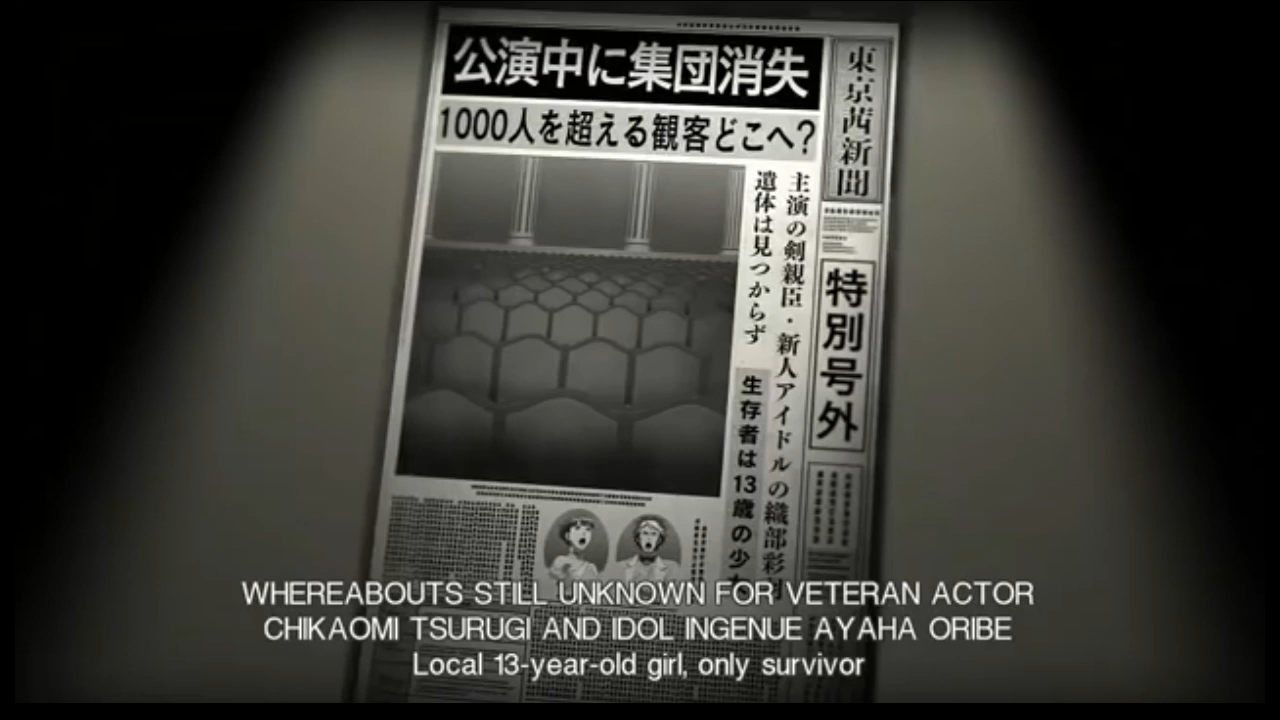 公演中に集団消失
1000人を超える観客どこへ?
東京茜新聞
特別号外
主演の剣親臣・新人アイドルの織部彩
遺体は見つからず
生存者は13歳の少
WHEREABOUTS STILL UNKNOWN FOR VETERAN ACTOR
CHIKAOMI TSURUGI AND IDOL INGENUE AYAHA ORIBE
Local 13-year-old girl, only survivor